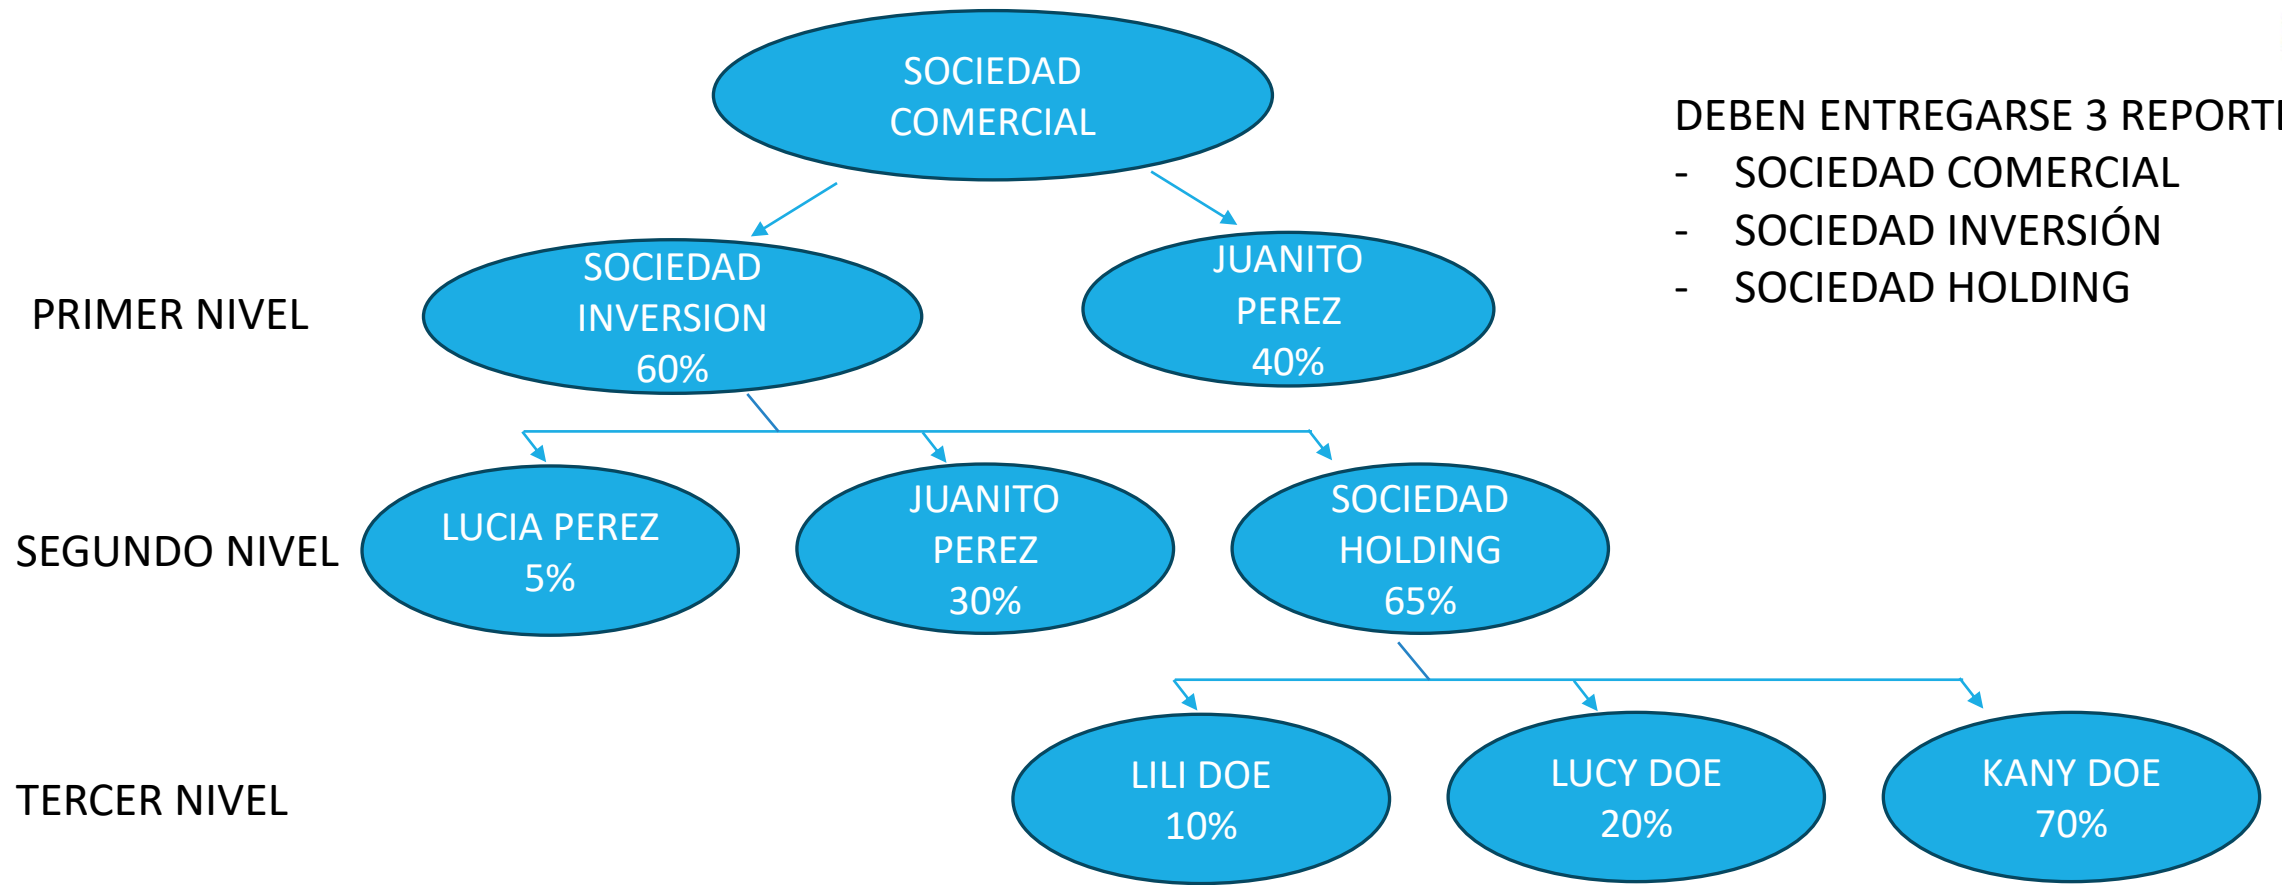 SOCIEDAD
COMERCIAL
DEBEN ENTREGARSE 3 REPORT
- SOCIEDAD COMERCIAL
- SOCIEDAD INVERSIÓN
- SOCIEDAD HOLDING
PRIMER NIVEL
SOCIEDAD
INVERSION
60%
JUANITO
PEREZ
40%
SEGUNDO NIVEL
LUCIA PEREZ
5%
JUANITO
PEREZ
30%
SOCIEDAD
HOLDING
65%
TERCER NIVEL
LILI DOE
10%
LUCY DOE
20%
KANY DOE
70%